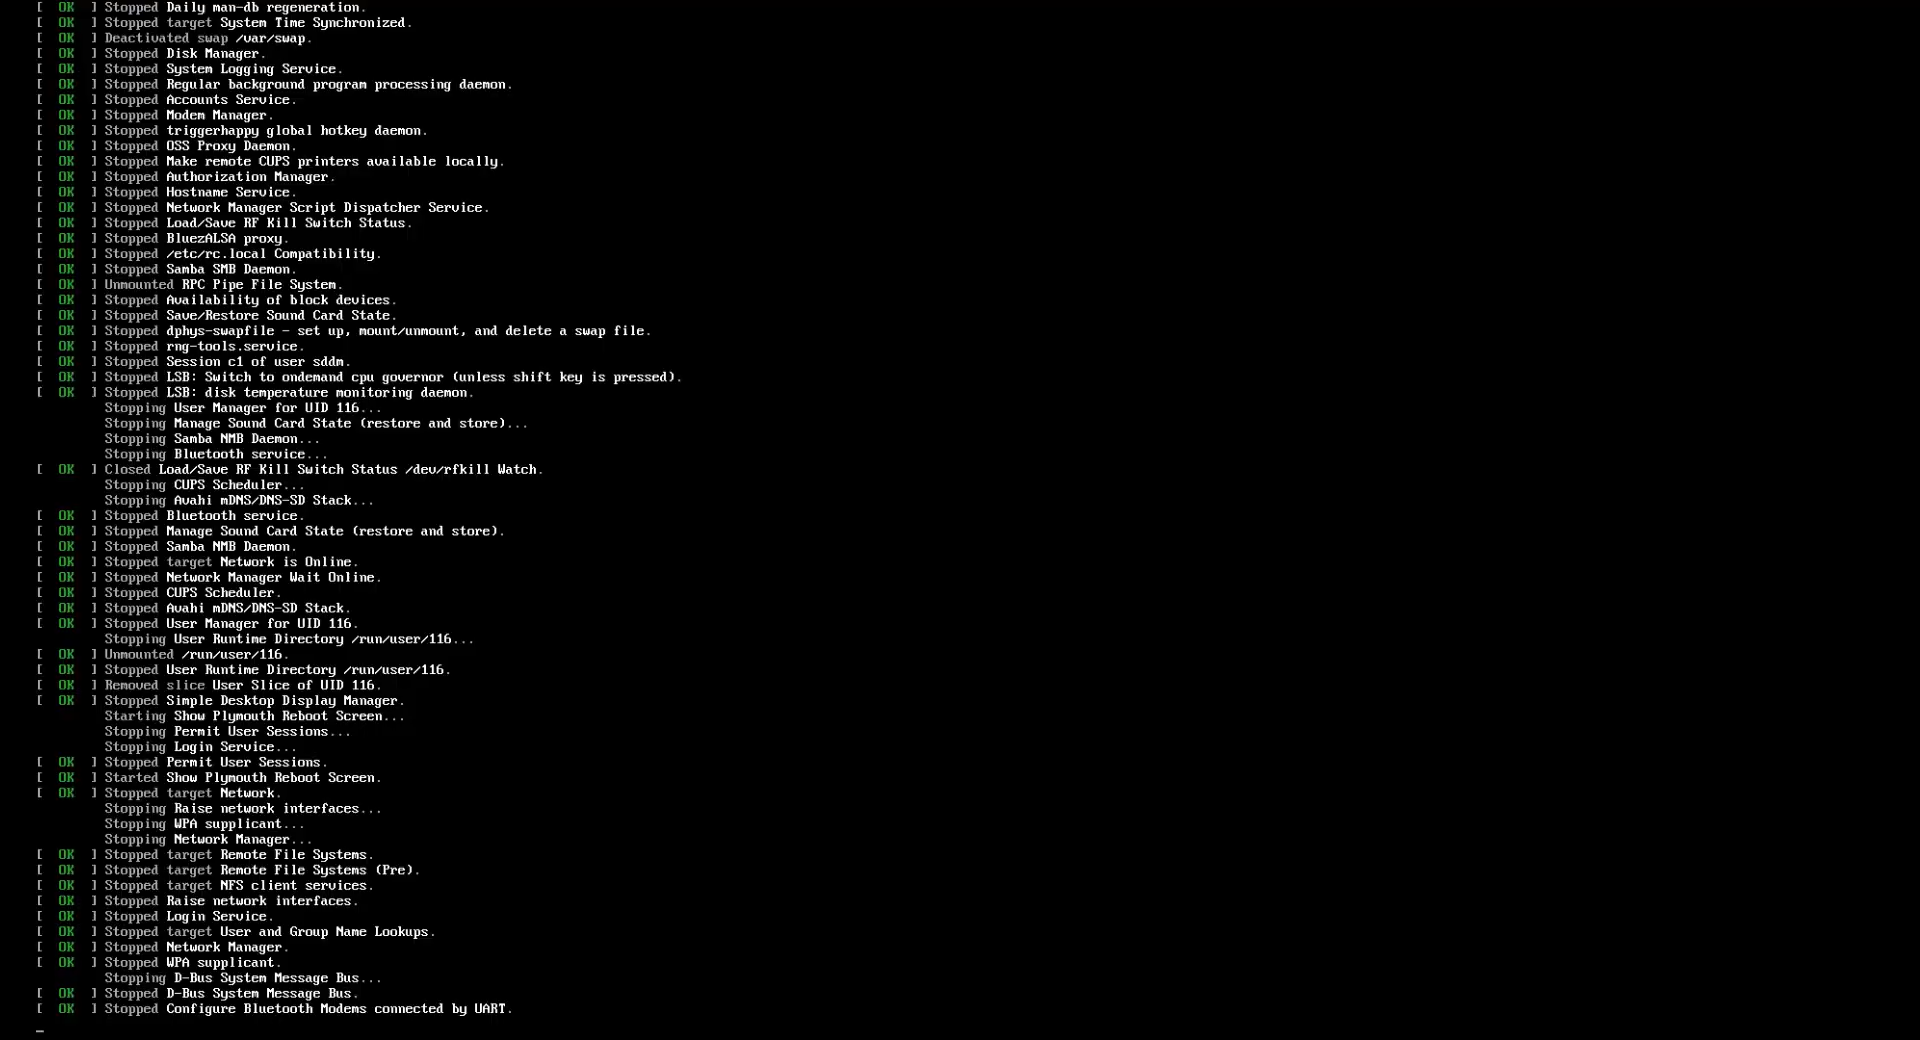 [  OK  ] Stopped Daily man-db regeneration.
[  OK  ] Stopped target System Time Synchronized.
[  OK  ] Deactivated swap /var/swap.
[  OK  ] Stopped Disk Manager.
[  OK  ] Stopped System Logging Service.
[  OK  ] Stopped Regular background program processing daemon.
[  OK  ] Stopped Accounts Service.
[  OK  ] Stopped Modem Manager.
[  OK  ] Stopped triggerhappy global hotkey daemon.
[  OK  ] Stopped OSS Proxy Daemon.
[  OK  ] Stopped Make remote CUPS printers available locally.
[  OK  ] Stopped Authorization Manager.
[  OK  ] Stopped Hostname Service.
[  OK  ] Stopped Network Manager Script Dispatcher Service.
[  OK  ] Stopped Load/Save RF Kill Switch Status.
[  OK  ] Stopped BluezALSA proxy.
[  OK  ] Stopped /etc/rc.local Compatibility.
[  OK  ] Stopped Samba SMB Daemon.
[  OK  ] Unmounted RPC Pipe File System.
[  OK  ] Stopped Availability of block devices.
[  OK  ] Stopped Save/Restore Sound Card State.
[  OK  ] Stopped dphys-swapfile - set up, mount/unmount, and delete a swap file.
[  OK  ] Stopped rng-tools.service.
[  OK  ] Stopped Session c1 of user sddm.
[  OK  ] Stopped LSB: Switch to ondemand cpu governor (unless shift key is pressed).
[  OK  ] Stopped LSB: disk temperature monitoring daemon.
Stopping User Manager for UID 116...
Stopping Manage Sound Card State (restore and store)...
Stopping Samba NMB Daemon...
Stopping Bluetooth service...
[  OK  ] Closed Load/Save RF Kill Switch Status /dev/rfkill Watch.
Stopping CUPS Scheduler...
Stopping Avahi mDNS/DNS-SD Stack...
[  OK  ] Stopped Bluetooth service.
[  OK  ] Stopped Manage Sound Card State (restore and store).
[  OK  ] Stopped Samba NMB Daemon.
[  OK  ] Stopped target Network is Online.
[  OK  ] Stopped Network Manager Wait Online.
[  OK  ] Stopped CUPS Scheduler.
[  OK  ] Stopped Avahi mDNS/DNS-SD Stack.
[  OK  ] Stopped User Manager for UID 116.
Stopping User Runtime Directory /run/user/116...
[  OK  ] Unmounted /run/user/116.
[  OK  ] Stopped User Runtime Directory /run/user/116.
[  OK  ] Removed slice User Slice of UID 116.
[  OK  ] Stopped Simple Desktop Display Manager.
Starting Show Plymouth Reboot Screen...
Stopping Permit User Sessions...
Stopping Login Service...
[  OK  ] Stopped Permit User Sessions.
[  OK  ] Started Show Plymouth Reboot Screen.
[  OK  ] Stopped target Network.
Stopping Raise network interfaces...
Stopping WPA supplicant...
Stopping Network Manager...
[  OK  ] Stopped target Remote File Systems.
[  OK  ] Stopped target Remote File Systems (Pre).
[  OK  ] Stopped target NFS client services.
[  OK  ] Stopped Raise network interfaces.
[  OK  ] Stopped Login Service.
[  OK  ] Stopped target User and Group Name Lookups.
[  OK  ] Stopped Network Manager.
[  OK  ] Stopped WPA supplicant.
Stopping D-Bus System Message Bus...
[  OK  ] Stopped D-Bus System Message Bus.
[  OK  ] Stopped Configure Bluetooth Modems connected by UART.